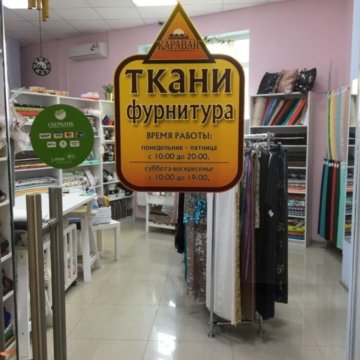 КАРАВАН
ткани
фурнитура
ВРЕМЯ РАБОТЫ:
понедельник - пятница
с 10:00 до 20:00,
суббота-воскресенье
с 10:00 до 19:00,
СБЕРБАНК